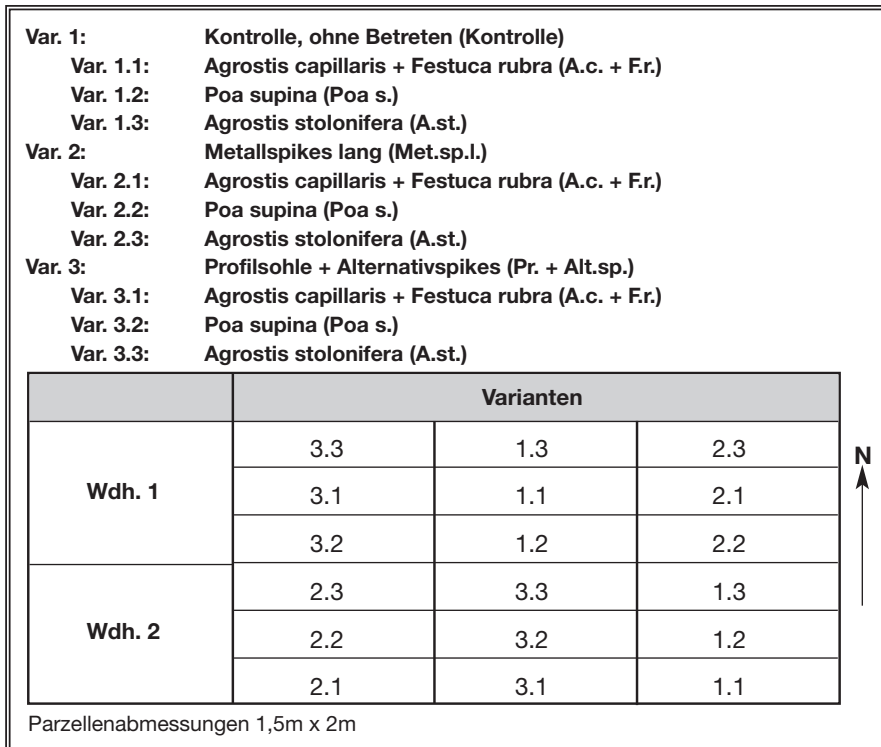 Var. 1: Kontrolle, ohne Betreten (Kontrolle)
Var. 1.1: Agrostis capillaris + Festuca rubra (A.c. + F.r.)
Var. 1.2: Poa supina (Poa s.)
Var. 1.3: Agrostis stolonifera (A.st.)
Var. 2: Metallspikes lang (Met.sp.l.)
Var. 2.1: Agrostis capillaris + Festuca rubra (A.c. + F.r.)
Var. 2.2: Poa supina (Poa s.)
Var. 2.3: Agrostis stolonifera (A.st.)
Var. 3: Profilsohle + Alternativspikes (Pr. + Alt.sp.)
Var. 3.1: Agrostis capillaris + Festuca rubra (A.c. + F.r.)
Var. 3.2: Poa supina (Poa s.)
Var. 3.3: Agrostis stolonifera (A.st.)
Varianten
3.3 1.3 2.3
N
Wdh. 1 3.1 1.1 2.1
3.2 1.2 2.2
2.3 3.3 1.3
Wdh. 2 2.2 3.2 1.2
2.1 3.1 1.1
Parzellenabmessungen 1,5m x 2m